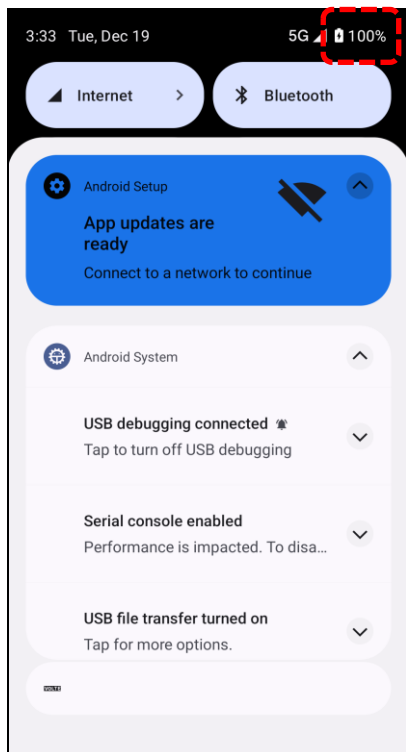 3:33 Tue, Dec 19 5G 100%
Internet Bluetooth
Android Setup
App updates are
ready
Connect to a network to continue
Android System
USB debugging connected
Tap to turn off USB debugging
Serial console enabled
Performance is impacted. To disa...
USB file transfer turned on
Tap for more options.
VOLTE